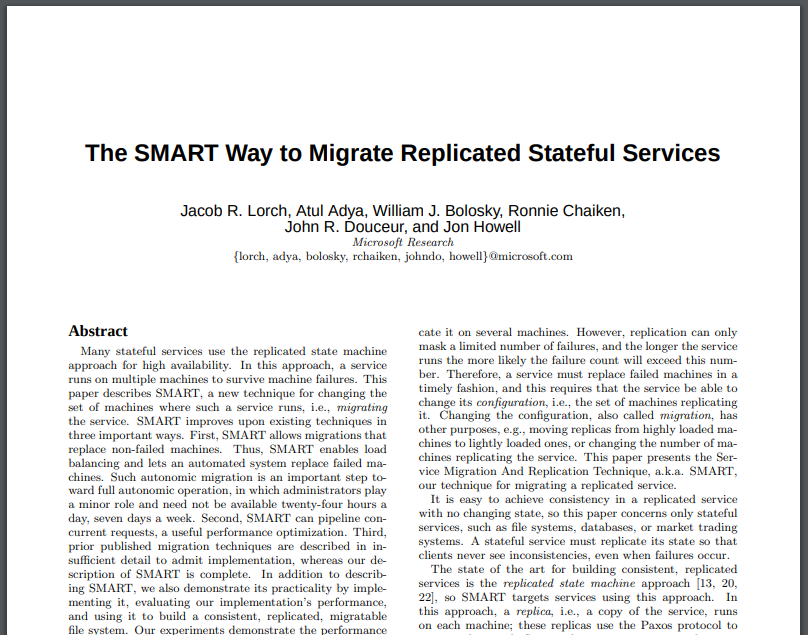 The SMART Way to Migrate Replicated Stateful Services
Jacob R. Lorch, Atul Adya, William J. Bolosky, Ronnie Chaiken,
John R. Douceur, and Jon Howell
Microsoft Research
{lorch, adya, bolosky, rchaiken, johndo, howell}@microsoft.com
Abstract
Many stateful services use the replicated state machine
approach for high availability. In this approach, a service
runs on multiple machines to survive machine failures. This
paper describes SMART, a new technique for changing the
set of machines where such a service runs, i.e., migrating
the service. SMART improves upon existing techniques in
three important ways. First, SMART allows migrations that
replace non-failed machines. Thus, SMART enables load
balancing and lets an automated system replace failed ma-
chines. Such autonomic migration is an important step to-
ward full autonomic operation, in which administrators play
a minor role and need not be available twenty-four hours a
day, seven days a week. Second, SMART can pipeline con-
current requests, a useful performance optimization. Third,
prior published migration techniques are described in in-
sufficient detail to admit implementation, whereas our de-
scription of SMART is complete. In addition to describ-
ing SMART, we also demonstrate its practicality by imple-
menting it, evaluating our implementation's performance,
and using it to build a consistent, replicated, migratable
file system. Our experiments demonstrate the performance
cate it on several machines. However, replication can only
mask a limited number of failures, and the longer the service
runs the more likely the failure count will exceed this num-
ber. Therefore, a service must replace failed machines in a
timely fashion, and this requires that the service be able to
change its configuration, i.e., the set of machines replicating
it. Changing the configuration, also called migration, has
other purposes, e.g., moving replicas from highly loaded ma-
chines to lightly loaded ones, or changing the number of ma-
chines replicating the service. This paper presents the Ser-
vice Migration And Replication Technique, a.k.a. SMART,
our technique for migrating a replicated service.
It is easy to achieve consistency in a replicated service
with no changing state, so this paper concerns only stateful
services, such as file systems, databases, or market trading
systems. A stateful service must replicate its state so that
clients never see inconsistencies, even when failures occur.
The state of the art for building consistent, replicated
services is the replicated state machine approach [13, 20,
22], so SMART targets services using this approach. In
this approach, a replica, i.e., a copy of the service, runs
on each machine; these replicas use the Paxos protocol to